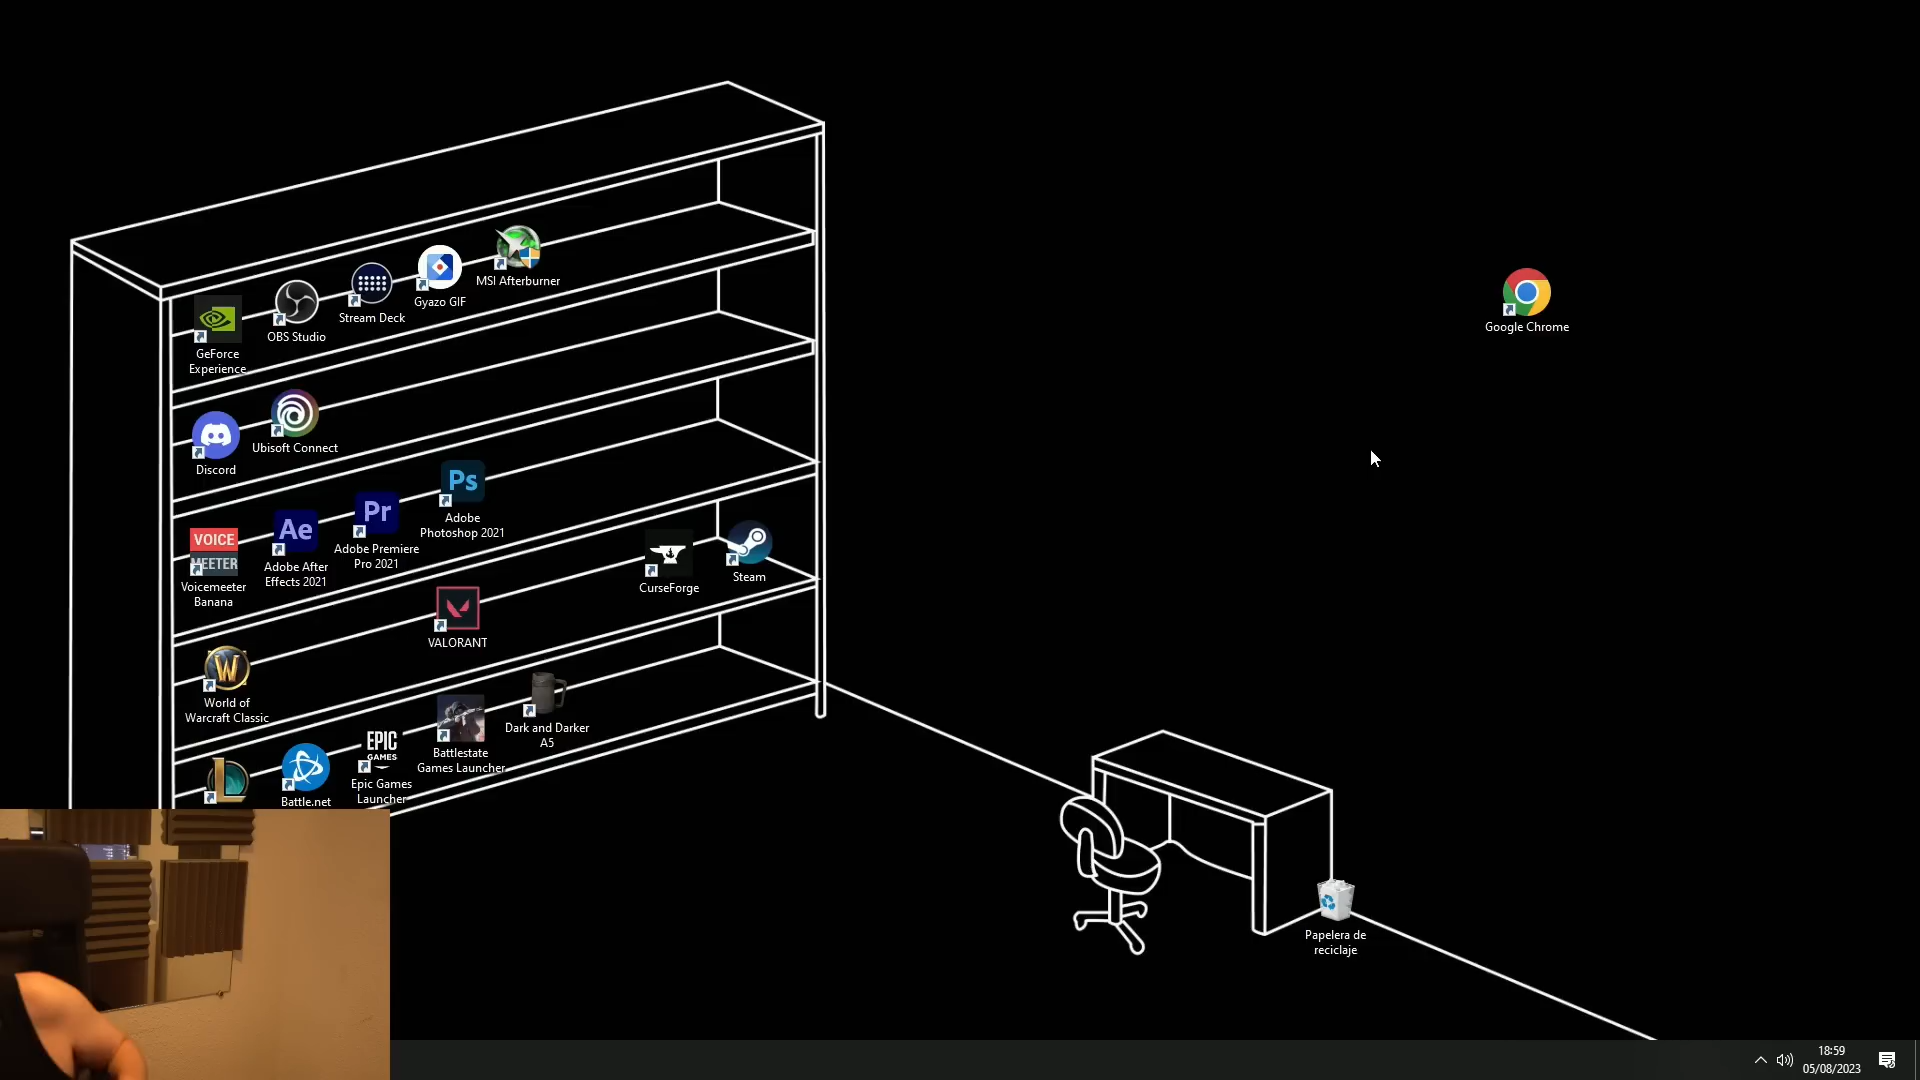 MSI Afterburner
Gyazo GIF
Stream Deck
OBS Studio
GeForce
Experience
Google Chrome
Ubisoft Connect
Discord
Ps
Adobe
Photoshop 2021
Pr
Adobe Premiere
Pro 2021
Ae
Adobe After
Effects 2021
VOICE
MEETER
Voicemeeter
Banana
CurseForge
Steam
VALORANT
W
World of
Warcraft Classic
Dark and Darker
A5
Battlestate
Games Launcher
EPIC
GAMES
Epic Games
Launcher
Battle.net
L
Papelera de
reciclaje
18:59
05/08/2023